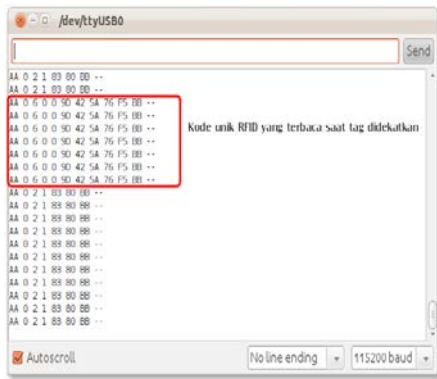 /dev/ttyUSB0
Send
AA 0 2 1 83 80 BB --
AA 0 2 1 83 80 BB --
AA 0 6 0 0 9D 42 5A 76 F5 BB --
AA 0 6 0 0 9D 42 5A 76 F5 BB --
Kode unik RFID yang terbaca saat tag didekatkan
AA 0 6 0 0 9D 42 5A 76 F5 BB --
AA 0 6 0 0 9D 42 5A 76 F5 BB --
AA 0 6 0 0 9D 42 5A 76 F5 BB --
AA 0 6 0 0 9D 42 5A 76 F5 BB --
AA 0 6 0 0 9D 42 5A 76 F5 BB --
AA 0 2 1 83 80 BB --
AA 0 2 1 83 80 BB --
AA 0 2 1 83 80 BB --
AA 0 2 1 83 80 BB --
AA 0 2 1 83 80 BB --
AA 0 2 1 83 80 BB --
AA 0 2 1 83 80 BB --
AA 0 2 1 83 80 BB --
AA 0 2 1 83 80 BB --
AA 0 2 1 83 80 BB --
AA 0 2 1 83 80 BB --
Autoscroll
No line ending
115200 baud